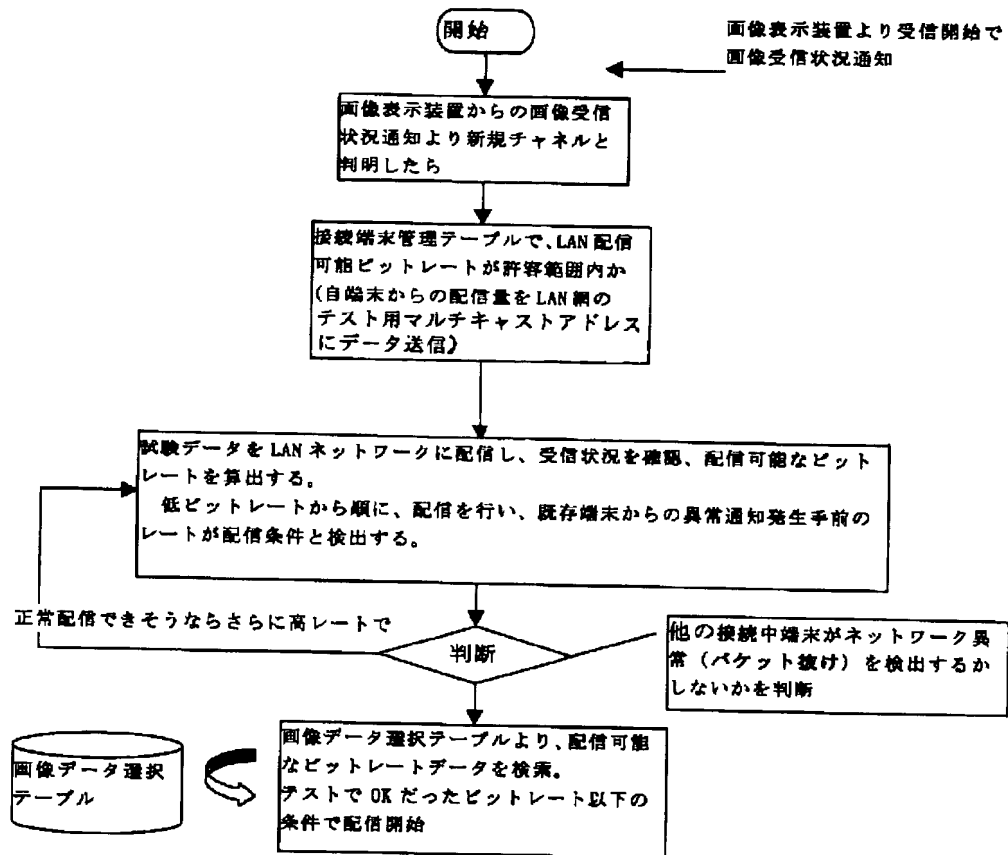 開始
画像表示装置より受信開始で
画像受信状況通知
画像表示装置からの画像受信
状況通知より新規チャネルと
判明したら
接続端末管理テーブルで、LAN 配信
可能ビットレートが許容範囲内か
(自端末からの配信量をLAN 網の
テスト用マルチキャストアドレス
にデータ送信)
試験データを LAN ネットワークに配信し、受信状況を確認、配信可能なビット
レートを算出する。
低ビットレートから順に、配信を行い、既存端末からの異常通知発生手前の
レートが配信条件と検出する。
正常配信できそうならさらに高レートで
判断
他の接続中端末がネットワーク異
常（パケット抜け）を検出するか
しないかを判断
画像データ選択
テーブル
画像データ選択テーブルより、配信可能
なビットレートデータを検索。
テストで OK だったビットレート以下の
条件で配信開始